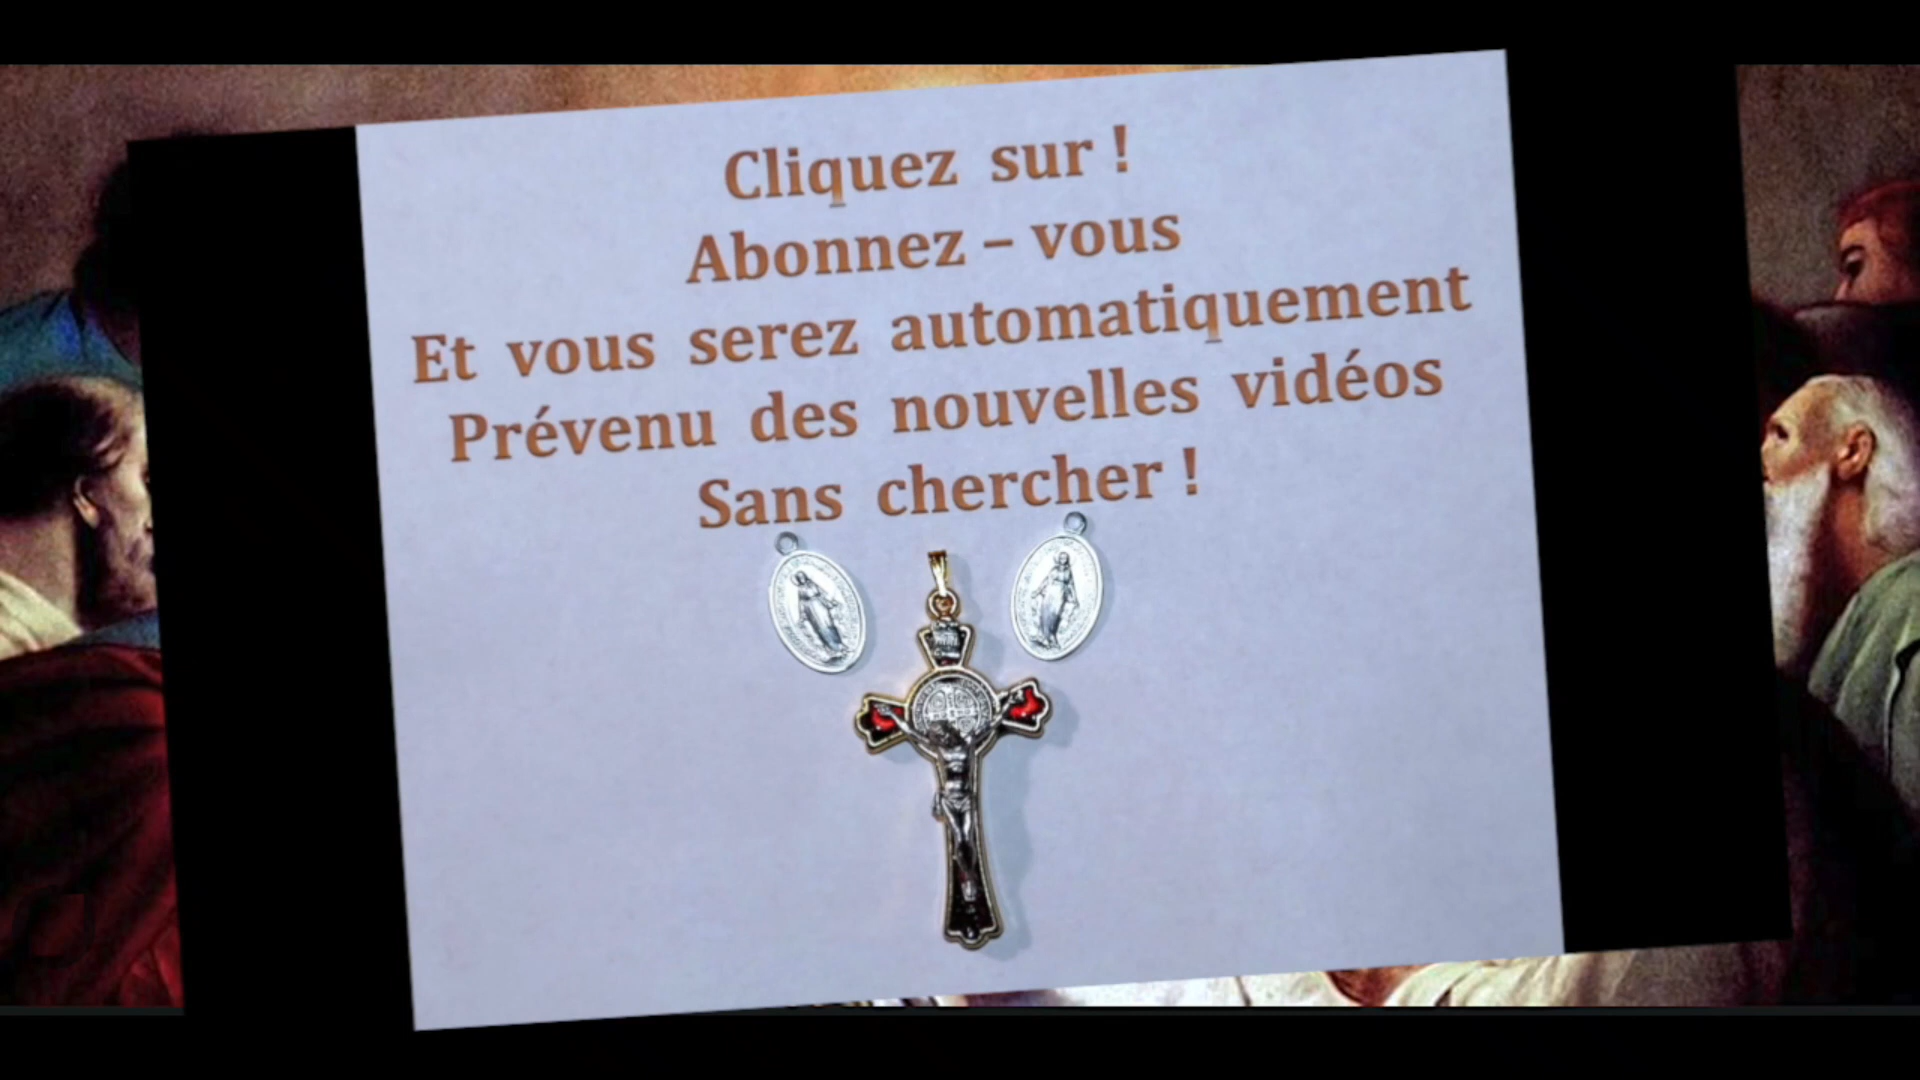 Cliquez sur !
Abonnez – vous
Et vous serez automatiquement
Prévenu des nouvelles vidéos
Sans chercher !